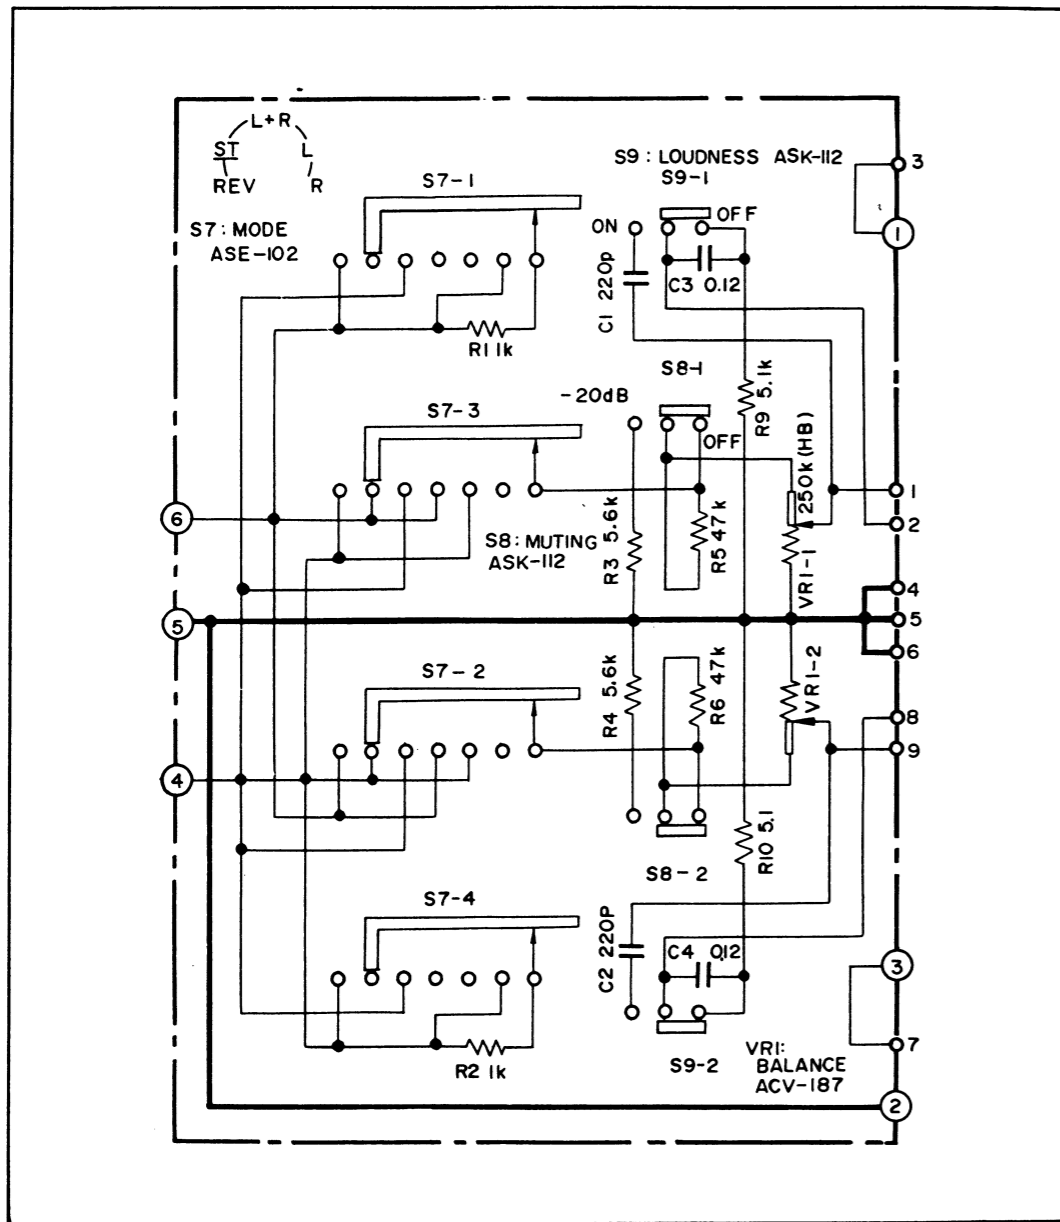 L+R
ST
L
REV
R
S7: MODE
ASE-102
S7-1
S9: LOUDNESS ASK-112
S9-1
ON
OFF
3
1
C1 220p
C3 0.12
R1 1k
S8-1
-20dB
OFF
R9 5.1k
S7-3
250k(HB)
1
2
6
S8: MUTING
ASK-112
R3 5.6k
R5 47k
VR1-1
4
5
5
6
S7-2
R4 5.6k
R6 47k
VR1-2
8
9
4
R10 5.1
S8-2
S7-4
C2 220P
C4 0.12
3
R2 1k
S9-2
VR1:
BALANCE
ACV-187
7
2